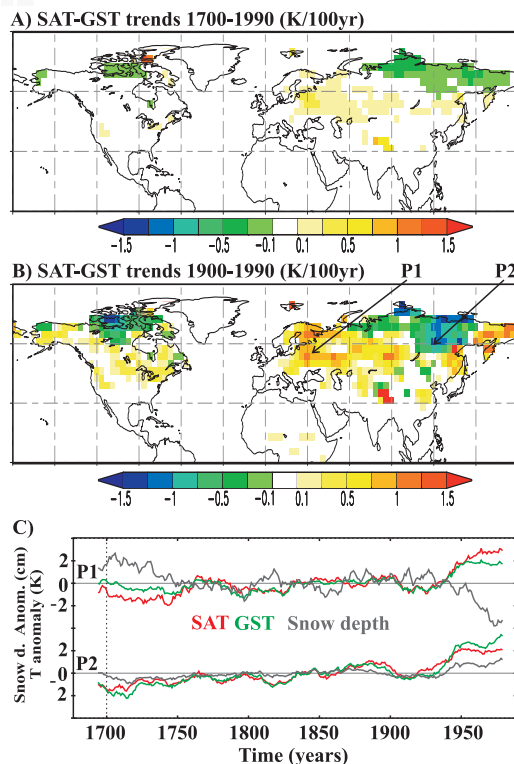 A) SAT-GST trends 1700-1990 (K/100yr)
-1.5 -1 -0.5 -0.1 0.1 0.5 1 1.5
B) SAT-GST trends 1900-1990 (K/100yr) P1 P2
-1.5 -1 -0.5 -0.1 0.1 0.5 1 1.5
C)
Snow d. Anom. (cm)
T anomaly (K)
2
P1
0
-2
SAT GST Snow depth
2
P2
0
2
1700 1750 1800 1850 1900 1950
Time (years)